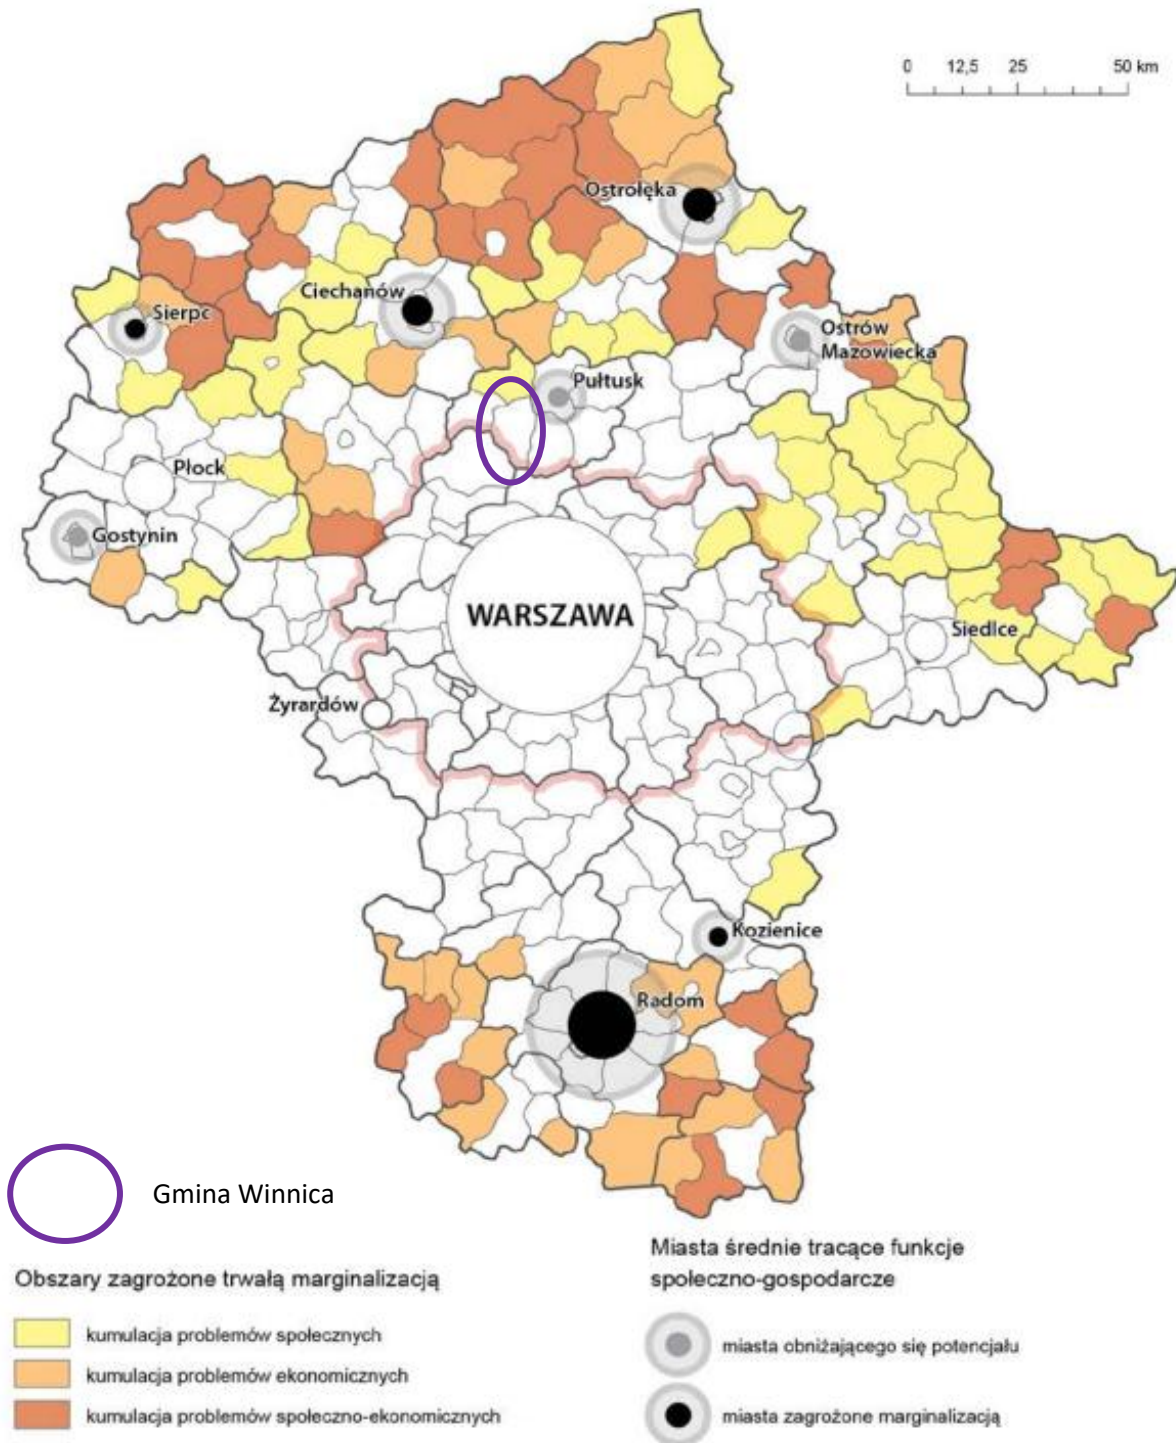 0 12,5 25 50 km
Ostrołęka
Ciechanów
Sierpc
Ostrów
Mazowiecka
Pułtusk
Płock
Gostynin
WARSZAWA
Siedlce
Żyrardów
Kozienice
Radom
Gmina Winnica
Miasta średnie tracące funkcje
społeczno-gospodarcze
Obszary zagrożone trwałą marginalizacją
kumulacja problemów społecznych
kumulacja problemów ekonomicznych
kumulacja problemów społeczno-ekonomicznych
miasta obniżającego się potencjału
miasta zagrożone marginalizacją